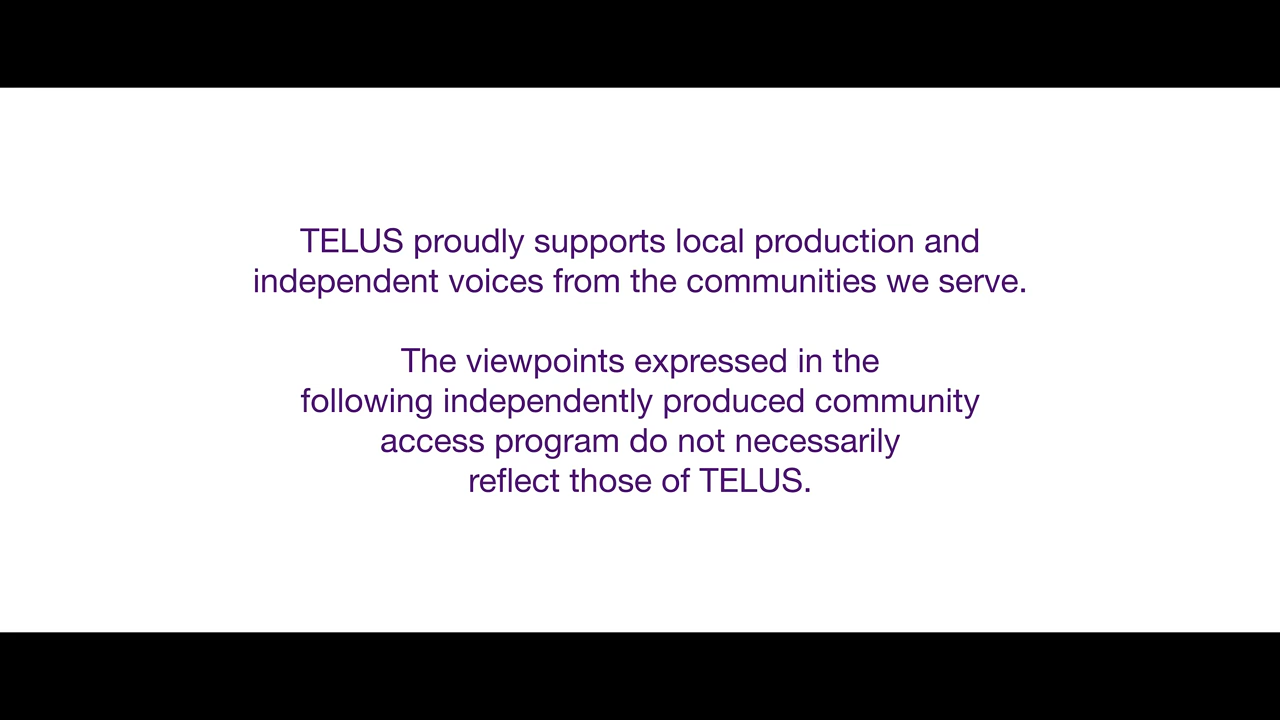 TELUS proudly supports local production and
independent voices from the communities we serve.
The viewpoints expressed in the
following independently produced community
access program do not necessarily
reflect those of TELUS.